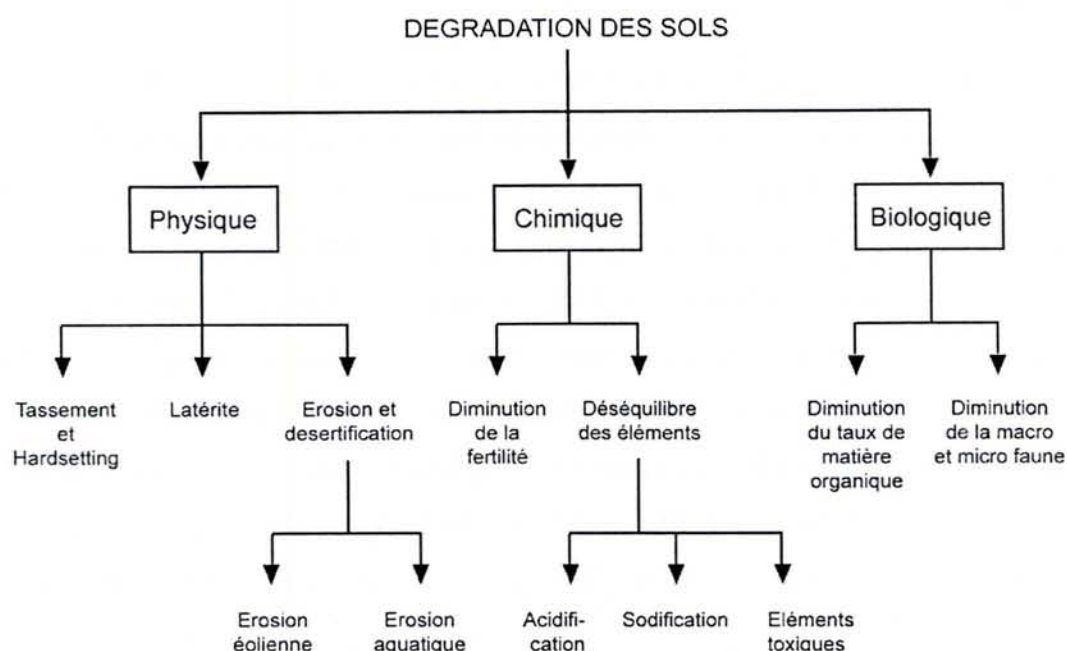 DEGRADATION DES SOLS
Physique
Chimique
Biologique
Tassement
et
Hardsetting
Latérite
Erosion et
desertification
Diminution
de la
fertilité
Déséquilibre
des éléments
Diminution
du taux de
matière
organique
Diminution
de la macro
et micro faune
Erosion
éolienne
Erosion
aquatique
Acidifi-
cation
Sodification
Eléments
toxiques